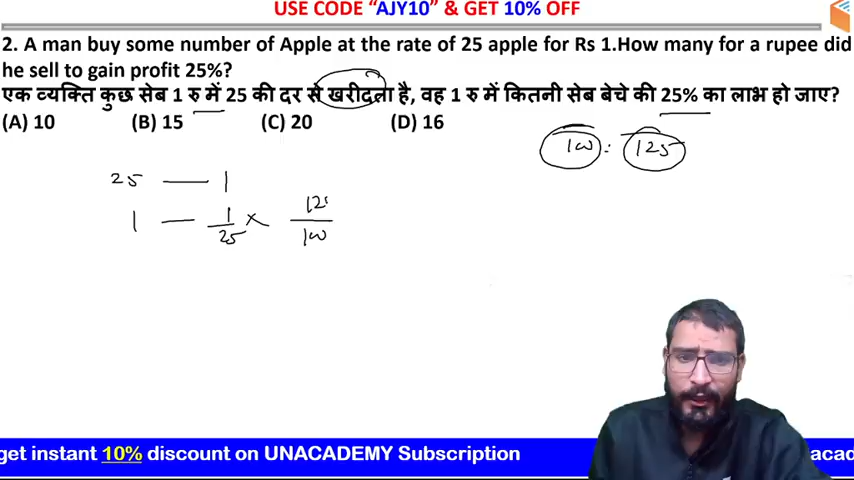 USE CODE “AJY10” & GET 10% OFF
2. A man buy some number of Apple at the rate of 25 apple for Rs 1.How many for a rupee did
he sell to gain profit 25%?
एक व्यक्ति कुछ सेब 1 रु में 25 की दर से खरीदता है, वह 1 रु में कितनी सेब बेचे की 25% का लाभ हो जाए?
(A) 10 (B) 15 (C) 20 (D) 16
100 : 125
25 — 1
1 — 1/25 × 125/100
get instant 10% discount on UNACADEMY Subscription
acad